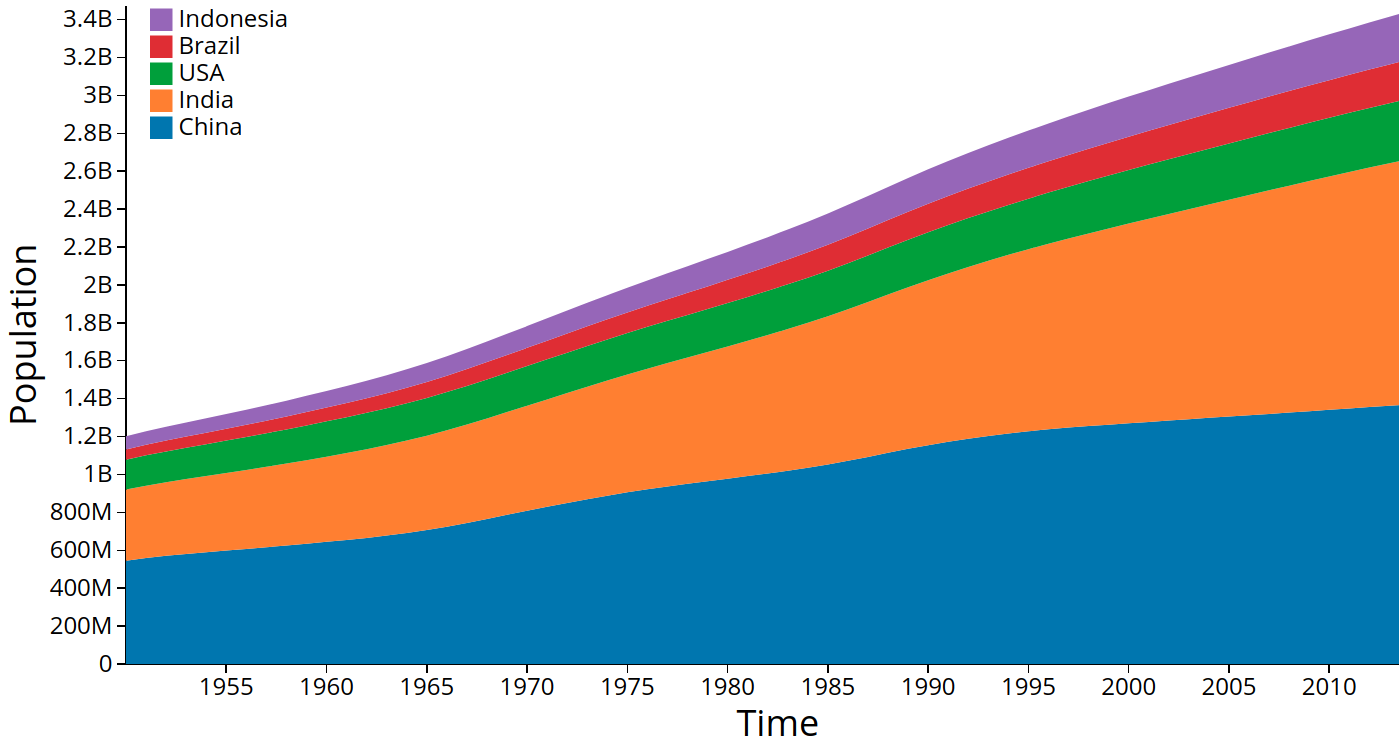 3.4B
3.2B
3B
2.8B
2.6B
2.4B
2.2B
2B
1.8B
1.6B
1.4B
1.2B
1B
800M
600M
400M
200M
0
Population
Indonesia
Brazil
USA
India
China
1955 1960 1965 1970 1975 1980 1985 1990 1995 2000 2005 2010
Time